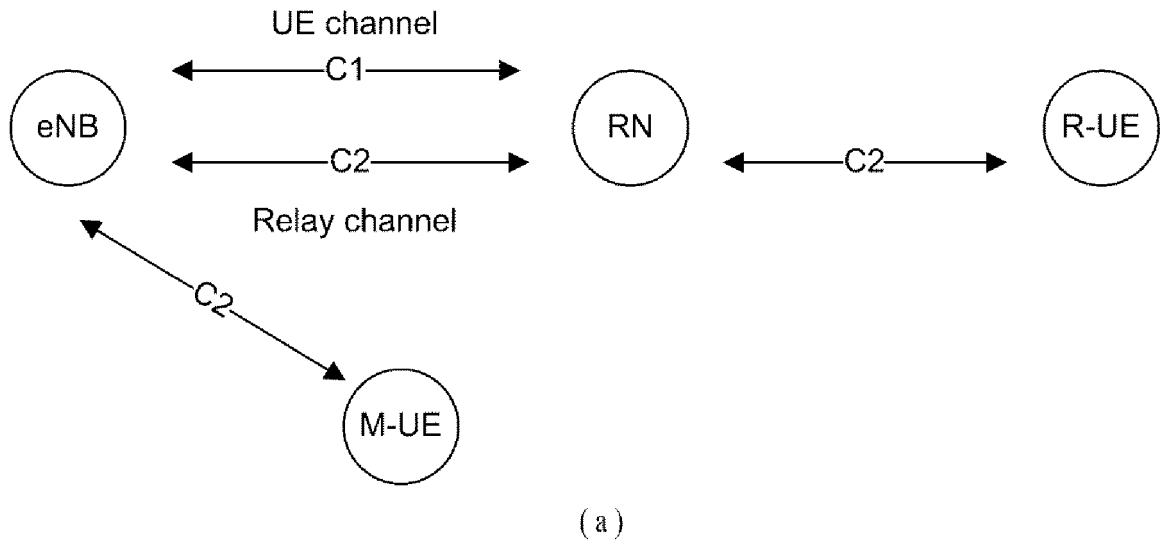 UE channel
C1
eNB
RN
R-UE
C2
C2
Relay channel
C2
M-UE
(a)